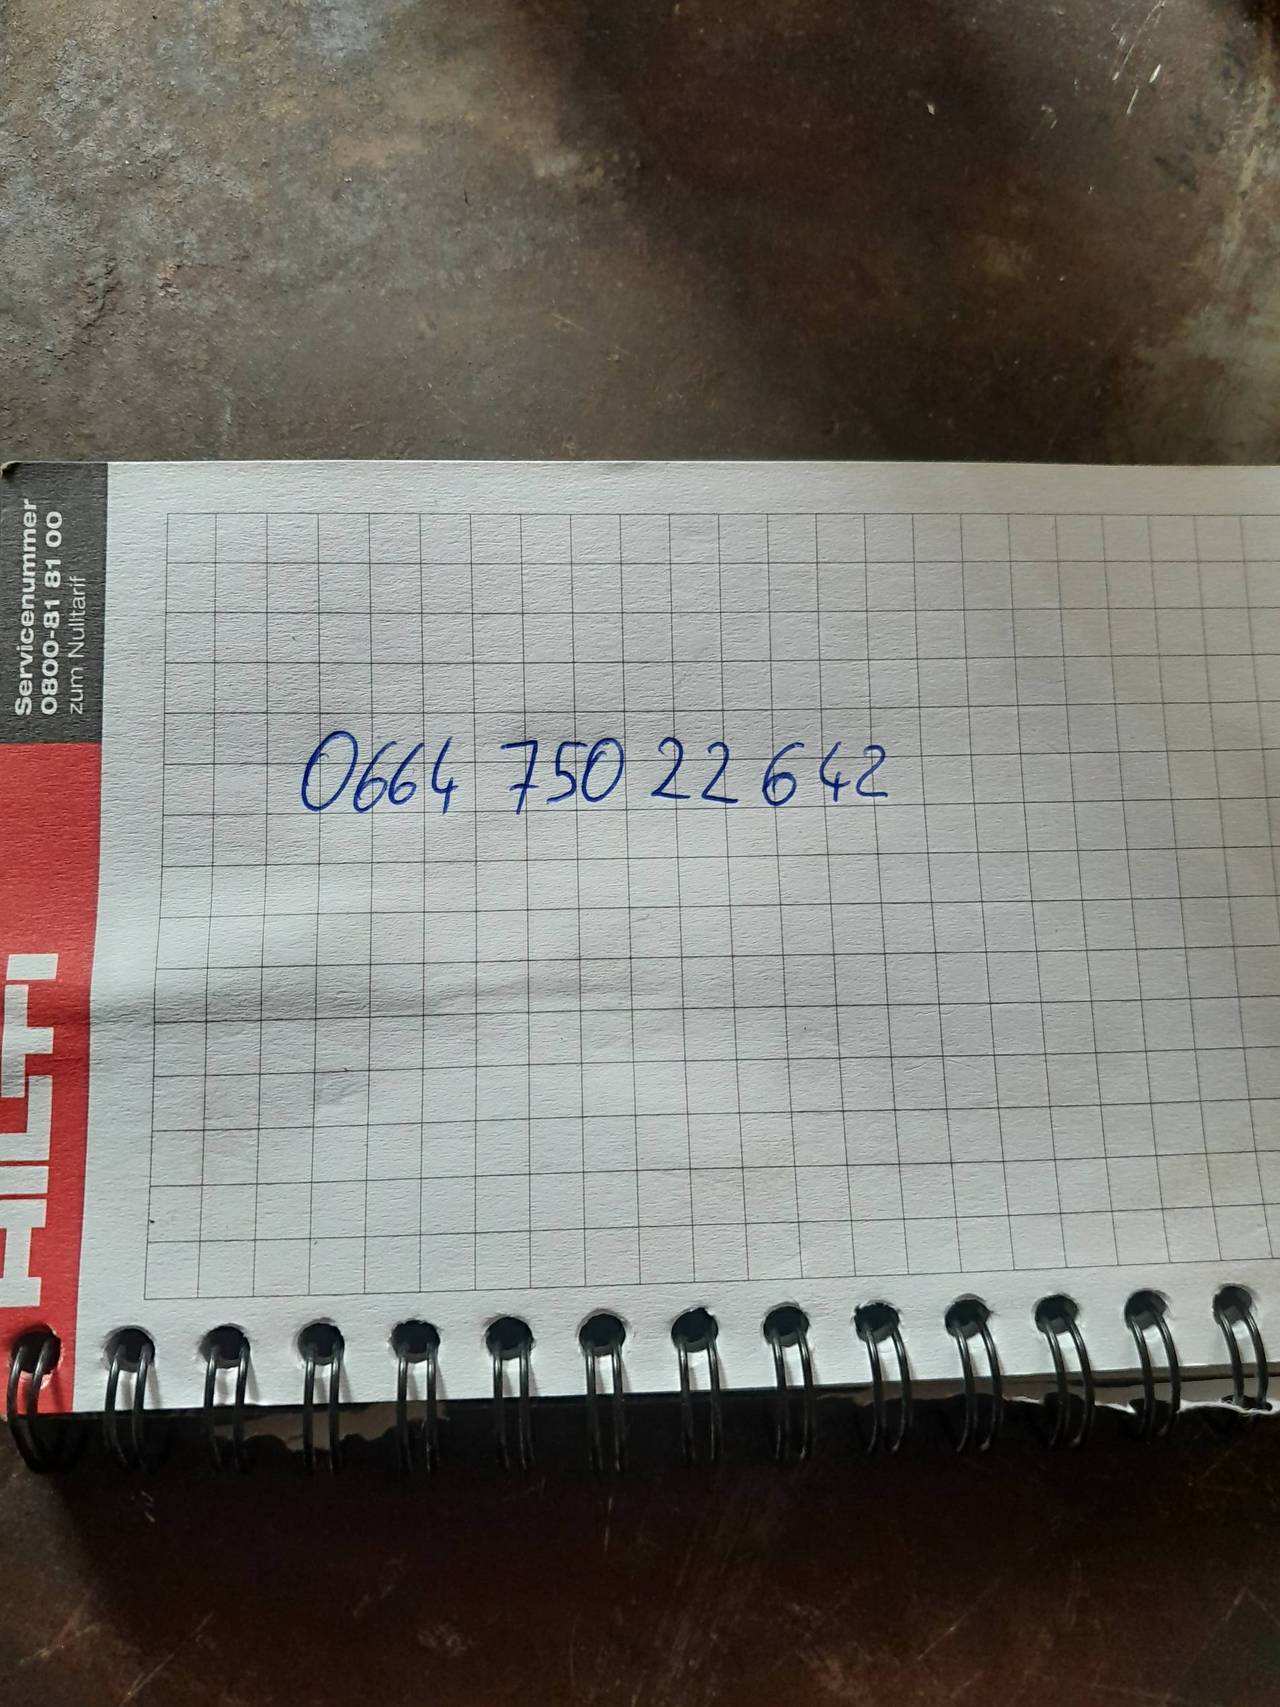 Servicenummer
0800-81 81 00
zum Nulltarif
HILTI
0664 750 22 642